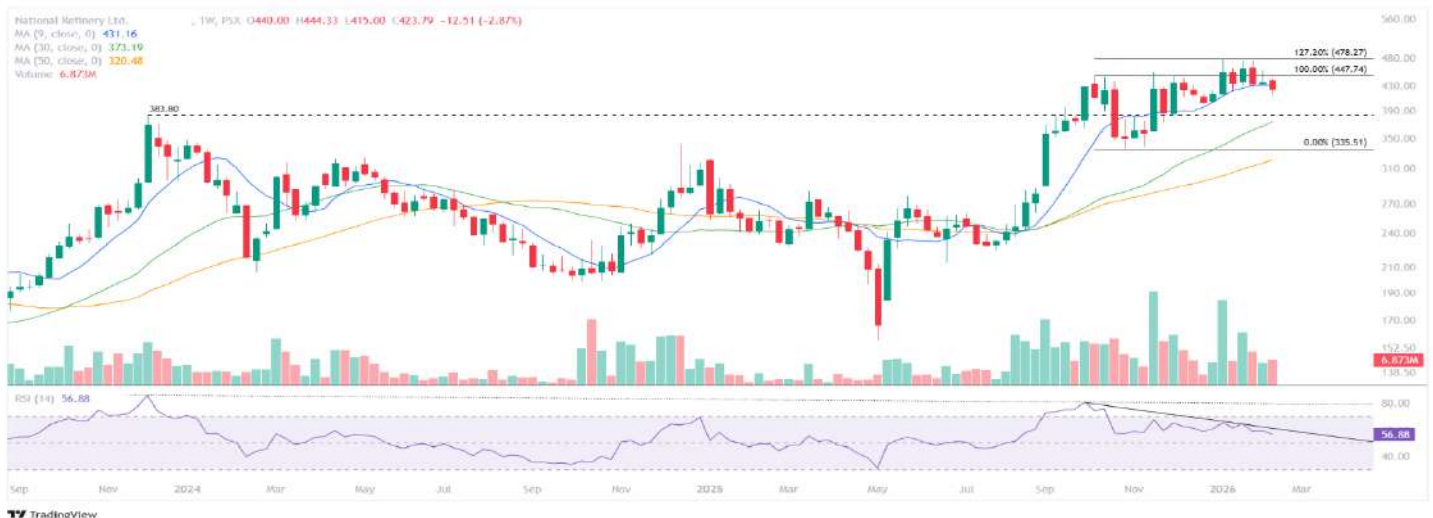 National Refinery Ltd. , 1W, PSX O440.00 H444.33 L415.00 C423.79 -12.51 (-2.87%)
MA (9, close, 0) 431.16
MA (30, close, 0) 373.19
MA (50, close, 0) 320.48
Volume 6.873M
383.80
127.20% (478.27)
100.00% (447.74)
0.00% (335.51)
560.00
480.00
430.00
390.00
350.00
310.00
270.00
240.00
210.00
190.00
170.00
152.50
6.873M
138.50
RSI (14) 56.88
80.00
56.88
40.00
Sep Nov 2024 Mar May Jul Sep Nov 2025 Mar May Jul Sep Nov 2026 Mar
TradingView